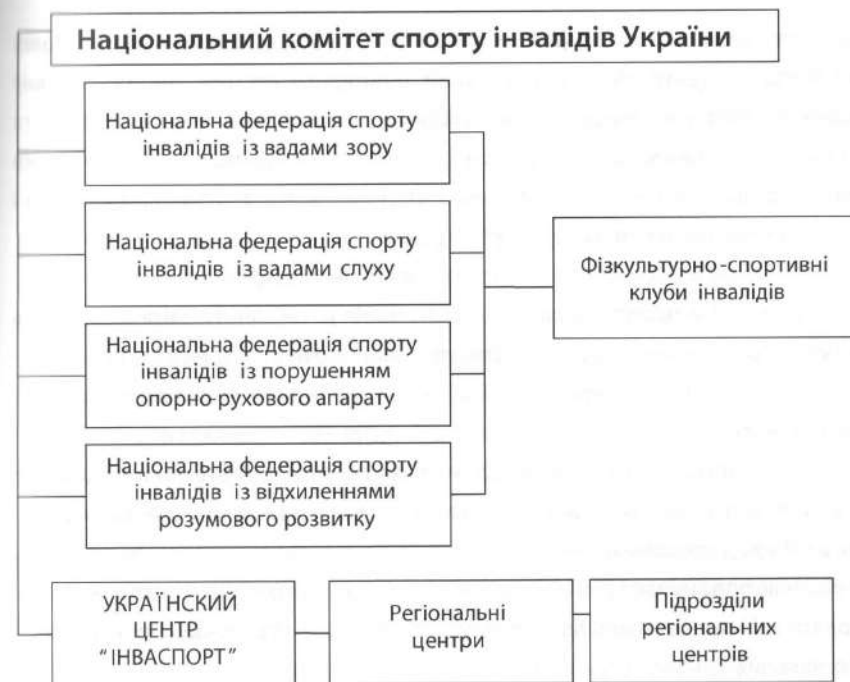 Національний комітет спорту інвалідів України
Національна федерація спорту
інвалідів із вадами зору
Національна федерація спорту
інвалідів із вадами слуху
Фізкультурно-спортивні
клуби інвалідів
Національна федерація спорту
інвалідів із порушенням
опорно-рухового апарату
Національна федерація спорту
інвалідів із відхиленнями
розумового розвитку
УКРАЇНСКИЙ
ЦЕНТР
"ІНВАСПОРТ"
Регіональні
центри
Підрозділи
регіональних
центрів